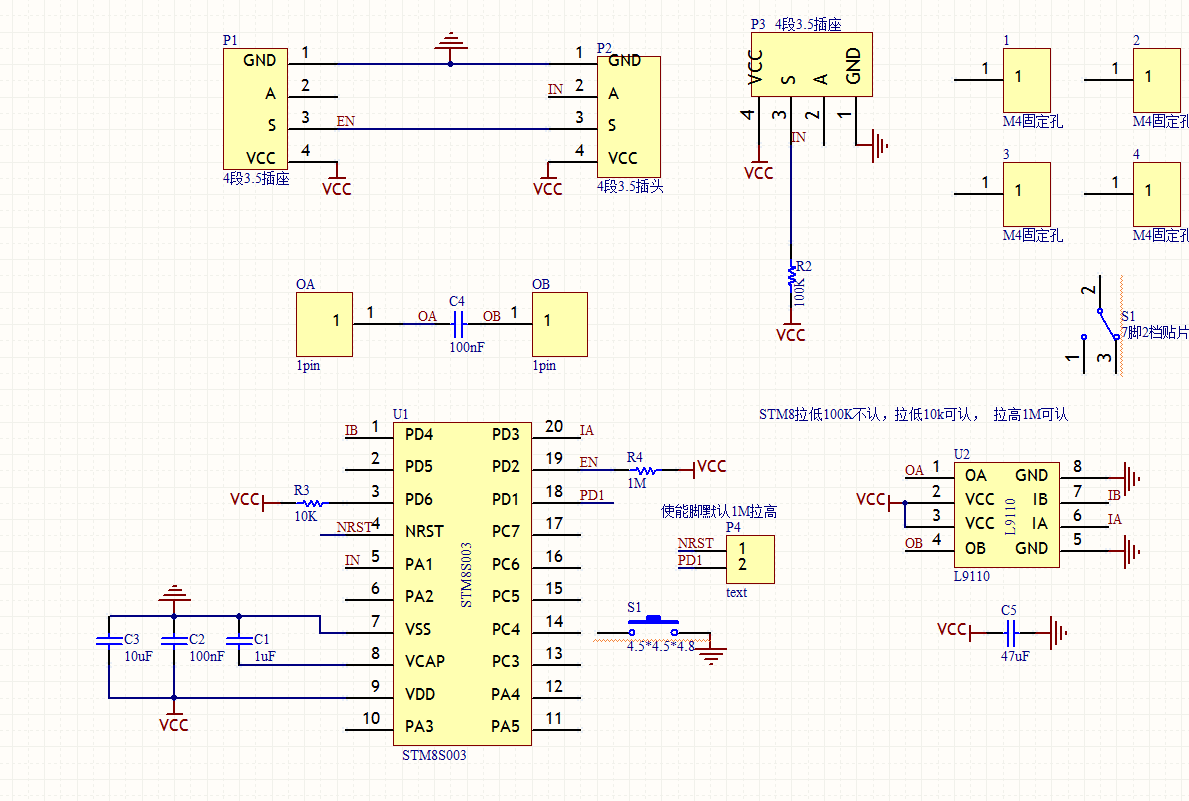 P1
GND 1
A 2
S 3 EN
VCC 4
4段3.5插座
VCC
P2
1 GND
IN 2 A
3 S
4 VCC
4段3.5插头
VCC
P3 4段3.5插座
VCC S A GND
4 3 2 1
IN
VCC
R2
100K
VCC
1
1 1
M4固定孔
2
1 1
M4固定孔
3
1 1
M4固定孔
4
1 1
M4固定孔
OA
1 1
1pin
OA C4 OB
100nF
OB
1 1
1pin
2
S1
7脚2档贴片
1 3
STM8拉低100K不认，拉低10k可认， 拉高1M可认
U1
IB 1 PD4 PD3 20 IA
2 PD5 PD2 19 EN
3 PD6 PD1 18 PD1
NRST 4 NRST PC7 17
IN 5 PA1 PC6 16
6 PA2 PC5 15
7 VSS PC4 14
8 VCAP PC3 13
9 VDD PA4 12
10 PA3 PA5 11
STM8S003
STM8S003
VCC R3
10K
R4 VCC
1M
使能脚默认1M拉高
P4
NRST 1
PD1 2
text
S1
4.5*4.5*4.8
C3
10uF
C2
100nF
C1
1uF
VCC
U2
OA 1 OA GND 8
VCC 2 VCC IB 7 IB
3 VCC IA 6 IA
OB 4 OB GND 5
L9110
L9110
C5
VCC
47uF